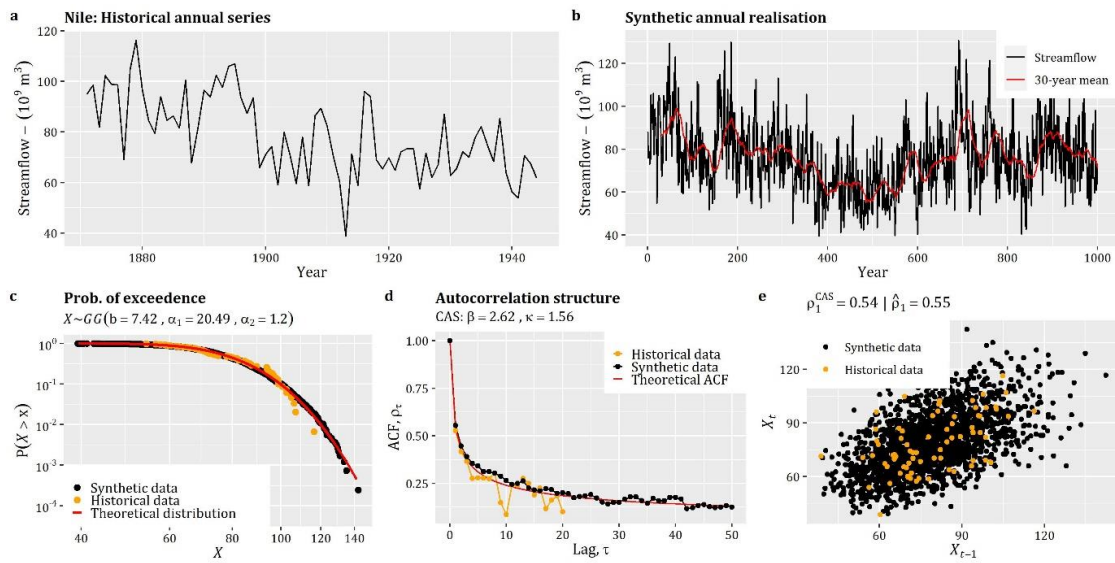 a Nile: Historical annual series
120
100
80
60
40
Streamflow − (10⁹ m³)
1880 1900 1920 1940
Year
b Synthetic annual realisation
Streamflow
30-year mean
120
100
80
60
40
Streamflow − (10⁹ m³)
0 200 400 600 800 1000
Year
c Prob. of exceedence
X~GG(b = 7.42 , α₁ = 20.49 , α₂ = 1.2)
10⁰
10⁻¹
10⁻²
10⁻³
10⁻⁴
P(X > x)
Synthetic data
Historical data
Theoretical distribution
40 60 80 100 120 140
X
d Autocorrelation structure
CAS: β = 2.62 , κ = 1.56
Historical data
Synthetic data
Theoretical ACF
1.00
0.75
0.50
0.25
ACF, ρτ
0 10 20 30 40 50
Lag, τ
e ρ₁ᶜᴬˢ = 0.54 | ρ̂₁ = 0.55
Synthetic data
Historical data
120
90
60
Xₜ
60 90 120
Xₜ₋₁